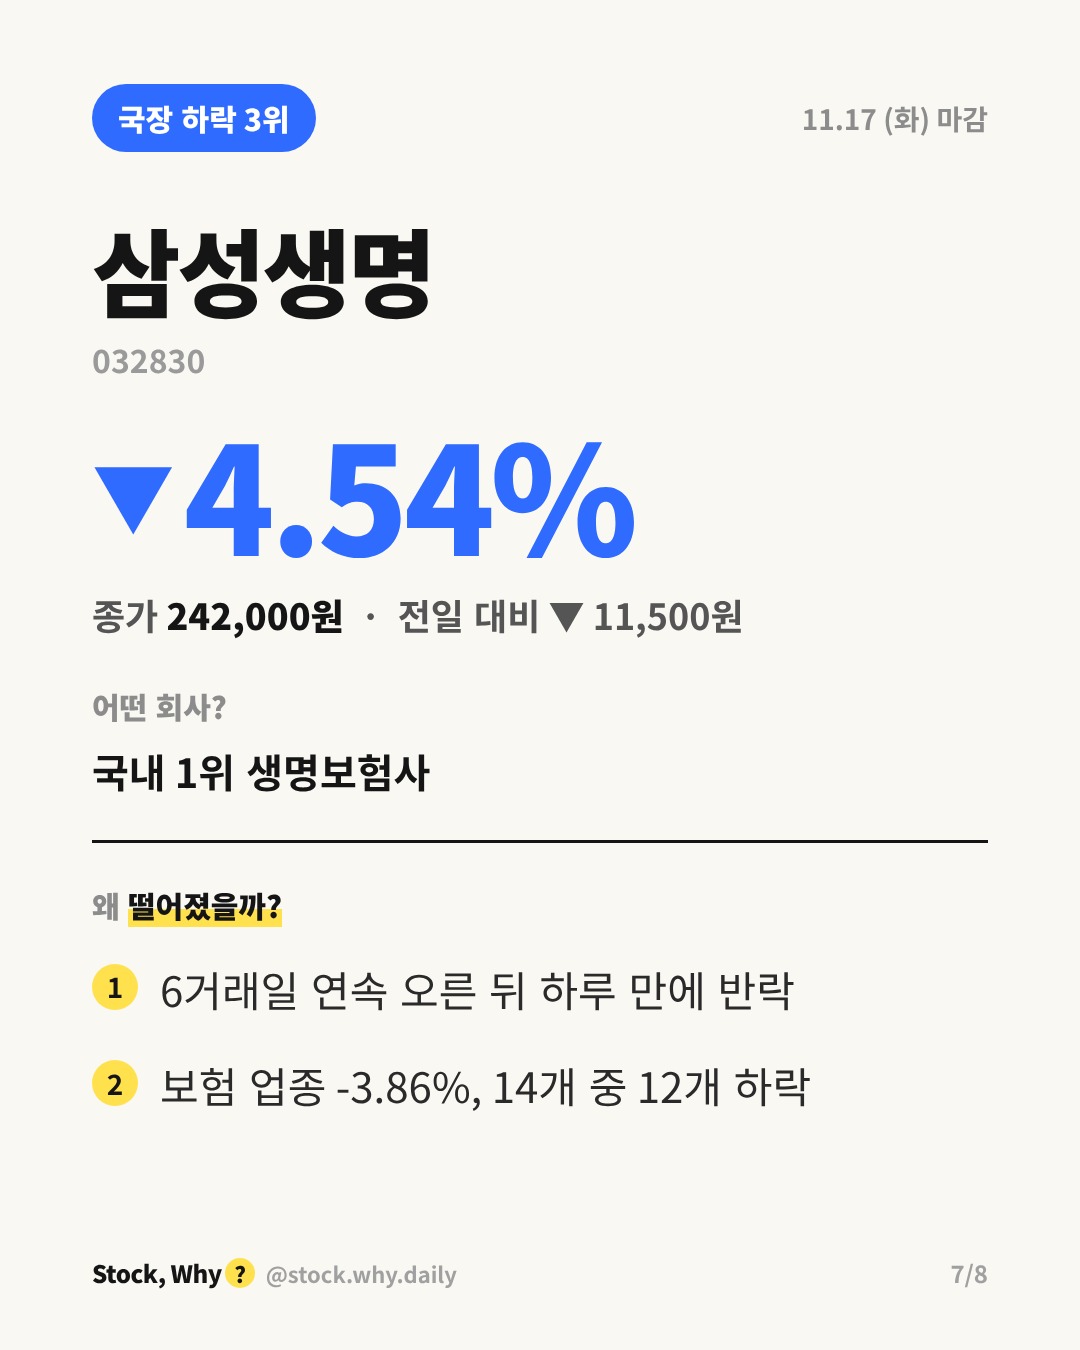 국장 하락 3위
11.17 (화) 마감
삼성생명
032830
▼4.54%
종가 242,000원 · 전일 대비 ▼ 11,500원
어떤 회사?
국내 1위 생명보험사
왜 떨어졌을까?
1 6거래일 연속 오른 뒤 하루 만에 반락
2 보험 업종 -3.86%, 14개 중 12개 하락
Stock, Why ? @stock.why.daily
7/8